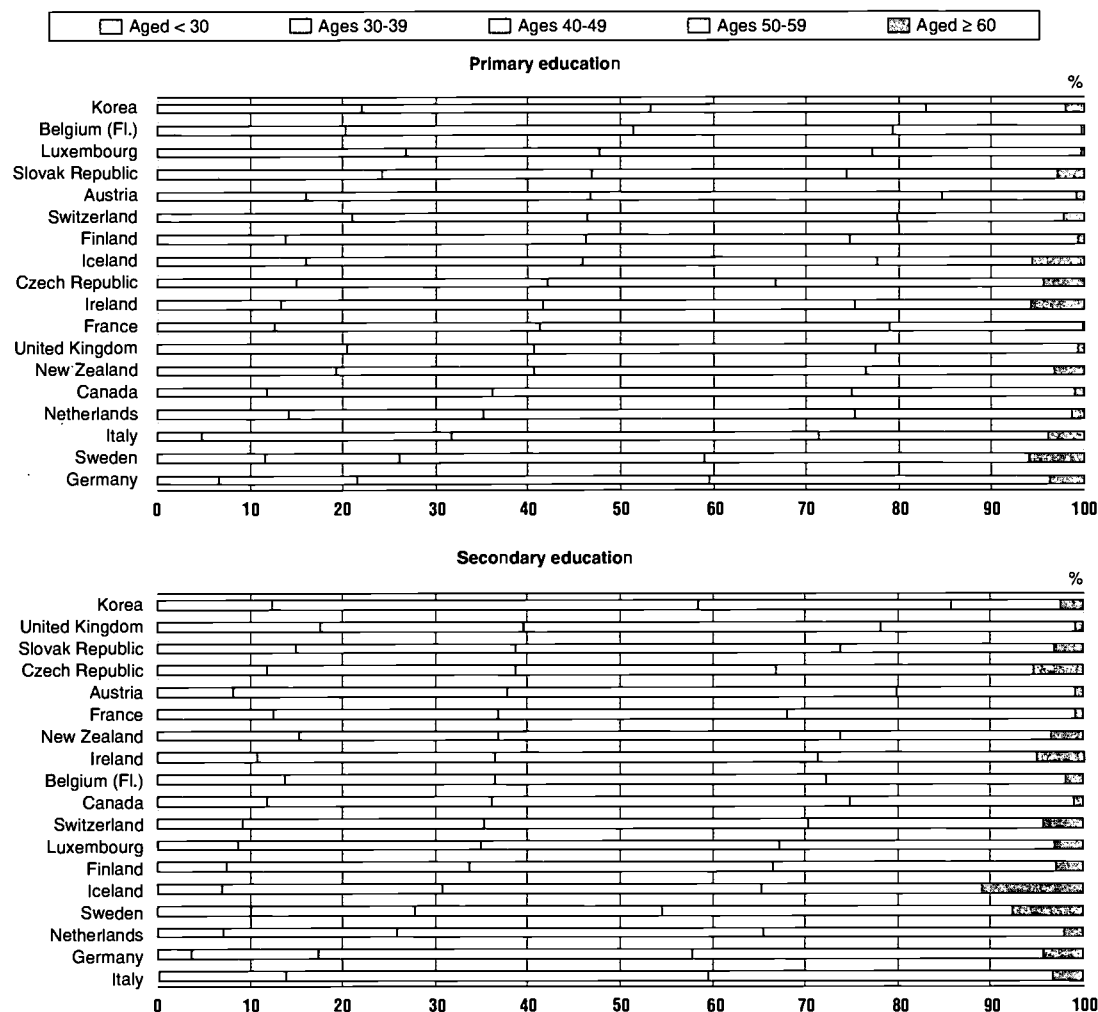 Aged < 30 Ages 30-39 Ages 40-49 Ages 50-59 Aged ≥ 60
Primary education
%
Korea
Belgium (Fl.)
Luxembourg
Slovak Republic
Austria
Switzerland
Finland
Iceland
Czech Republic
Ireland
France
United Kingdom
New Zealand
Canada
Netherlands
Italy
Sweden
Germany
0 10 20 30 40 50 60 70 80 90 100
Secondary education
%
Korea
United Kingdom
Slovak Republic
Czech Republic
Austria
France
New Zealand
Ireland
Belgium (Fl.)
Canada
Switzerland
Luxembourg
Finland
Iceland
Sweden
Netherlands
Germany
Italy
0 10 20 30 40 50 60 70 80 90 100